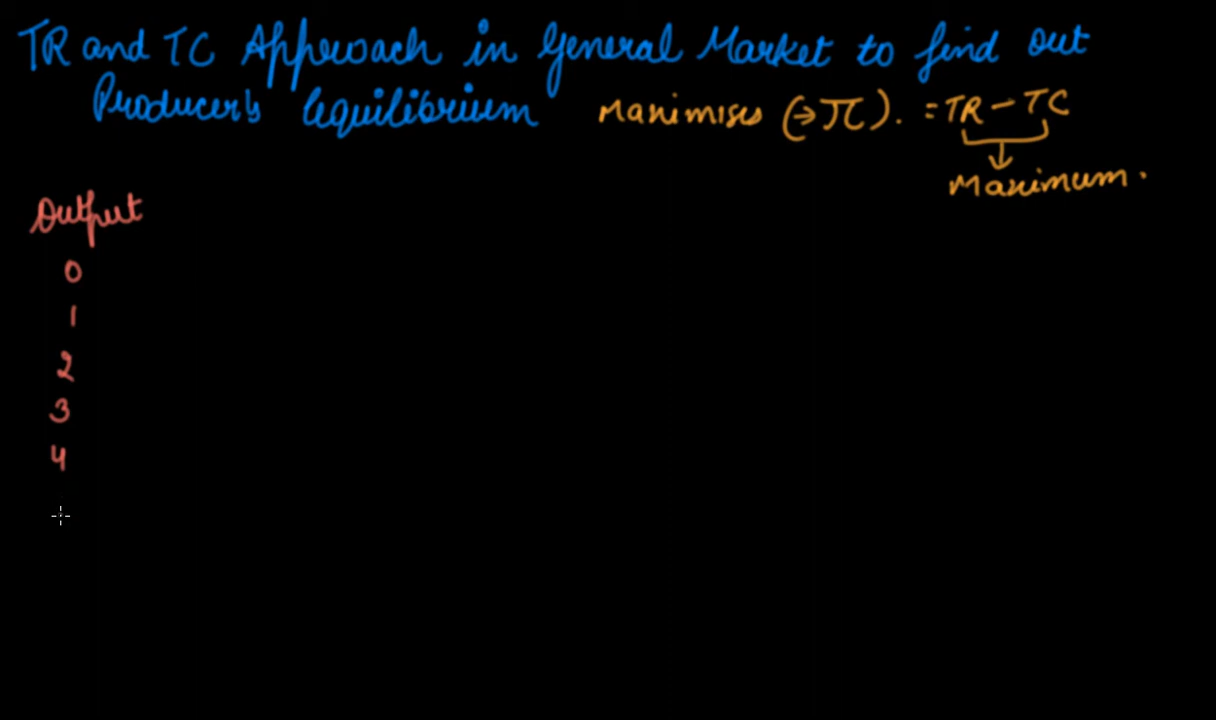 TR and TC Approach in General Market to find out
Producer's Equilibrium Maximises (→π). = TR - TC
↓
Maximum.
Output
0
1
2
3
4